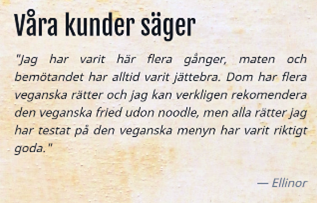 Våra kunder säger
"Jag har varit här flera gånger, maten och
bemötandet har alltid varit jättebra. Dom har flera
veganska rätter och jag kan verkligen rekomendera
den veganska fried udon noodle, men alla rätter jag
har testat på den veganska menyn har varit riktigt
goda."
— Ellinor